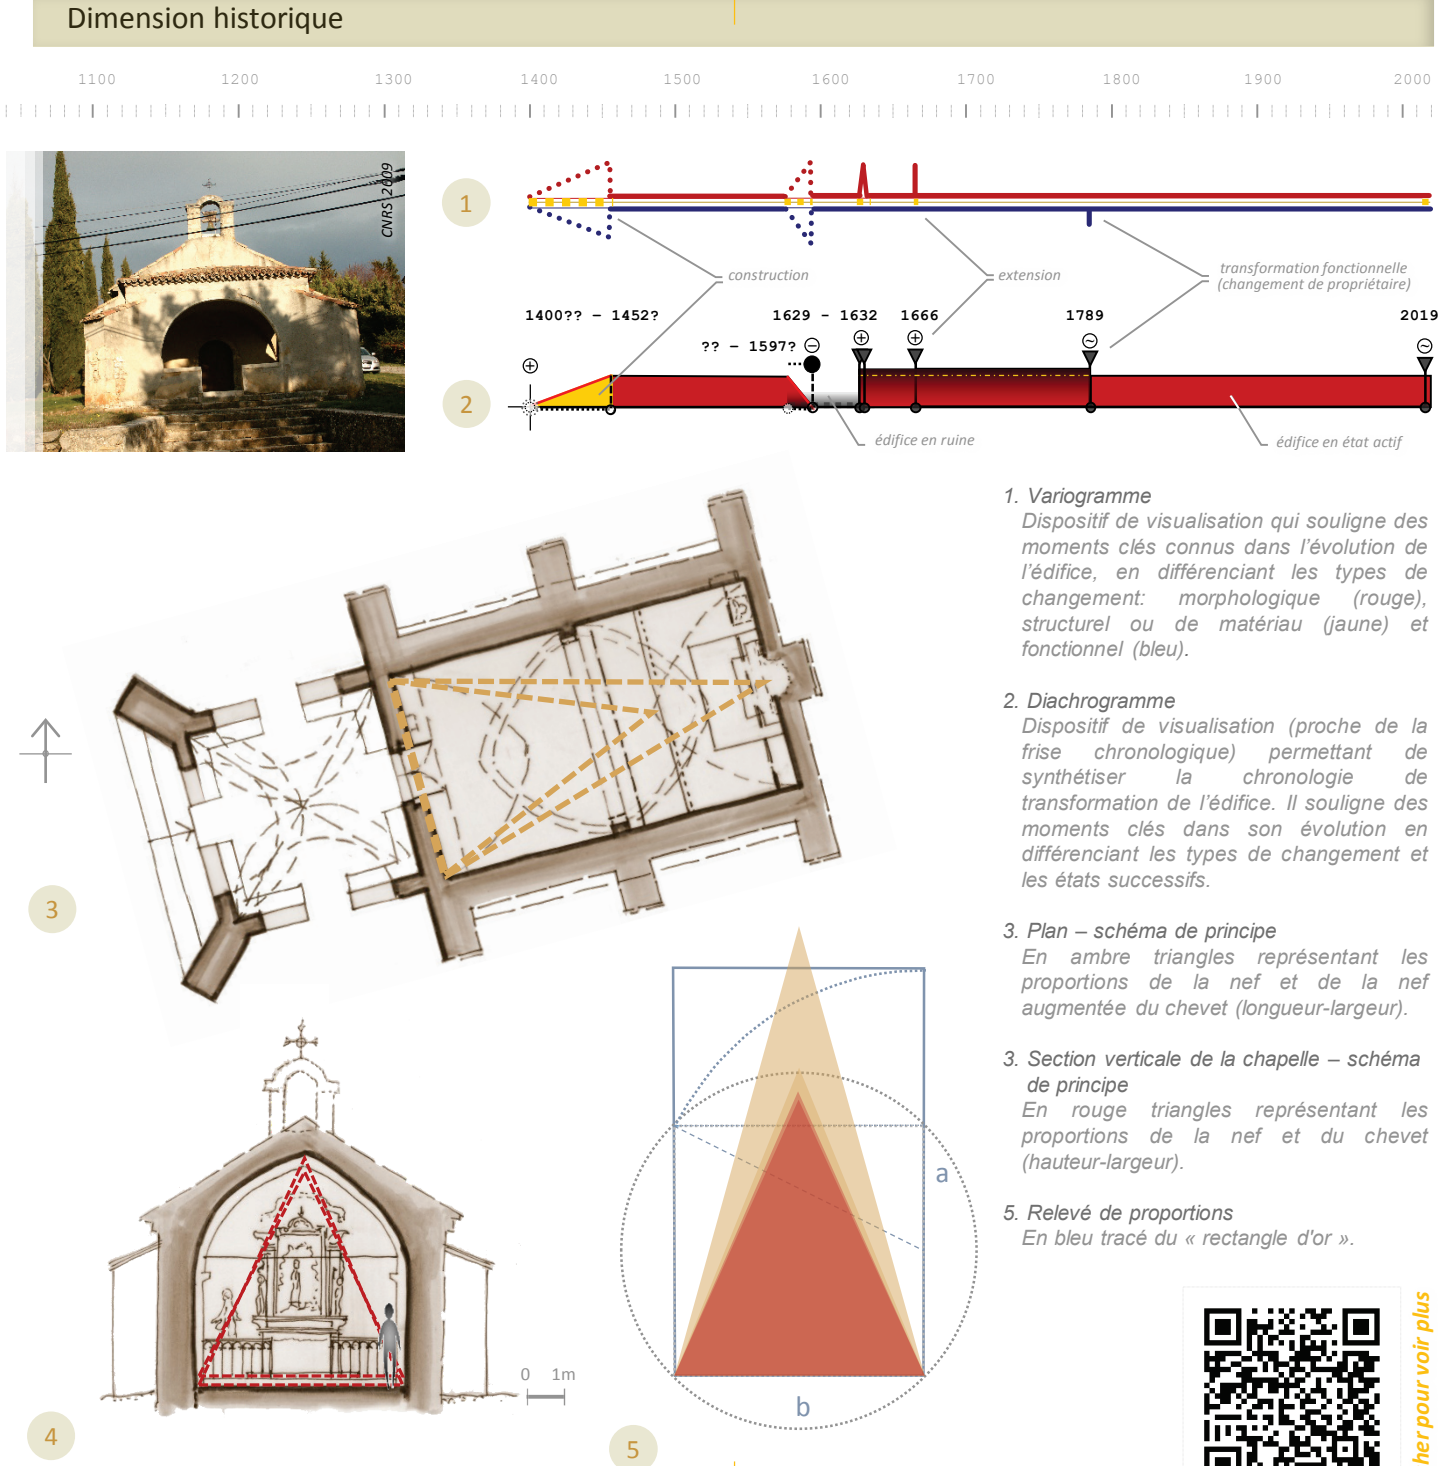 Dimension historique
1100 1200 1300 1400 1500 1600 1700 1800 1900 2000
CNRS 2009
1
construction
extension
transformation fonctionnelle
(changement de propriétaire)
1400?? – 1452?
1629 - 1632
1666
1789
2019
?? – 1597?
2
édifice en ruine
édifice en état actif
1. Variogramme
Dispositif de visualisation qui souligne des
moments clés connus dans l’évolution de
l’édifice, en différenciant les types de
changement: morphologique (rouge),
structurel ou de matériau (jaune) et
fonctionnel (bleu).
2. Diachrogramme
Dispositif de visualisation (proche de la
frise chronologique) permettant de
synthétiser la chronologie de
transformation de l’édifice. Il souligne des
moments clés dans son évolution en
différenciant les types de changement et
les états successifs.
3. Plan – schéma de principe
En ambre triangles représentant les
proportions de la nef et de la nef
augmentée du chevet (longueur-largeur).
3. Section verticale de la chapelle – schéma
de principe
En rouge triangles représentant les
proportions de la nef et du chevet
(hauteur-largeur).
5. Relevé de proportions
En bleu tracé du « rectangle d'or ».
3
a
b
0 1m
4
5
her pour voir plus